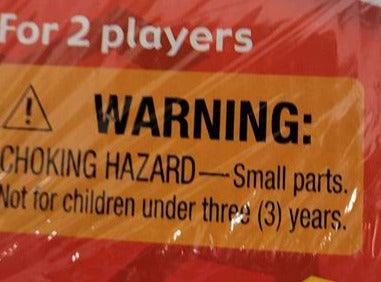 For 2 players
WARNING:
CHOKING HAZARD—Small parts.
Not for children under three (3) years.